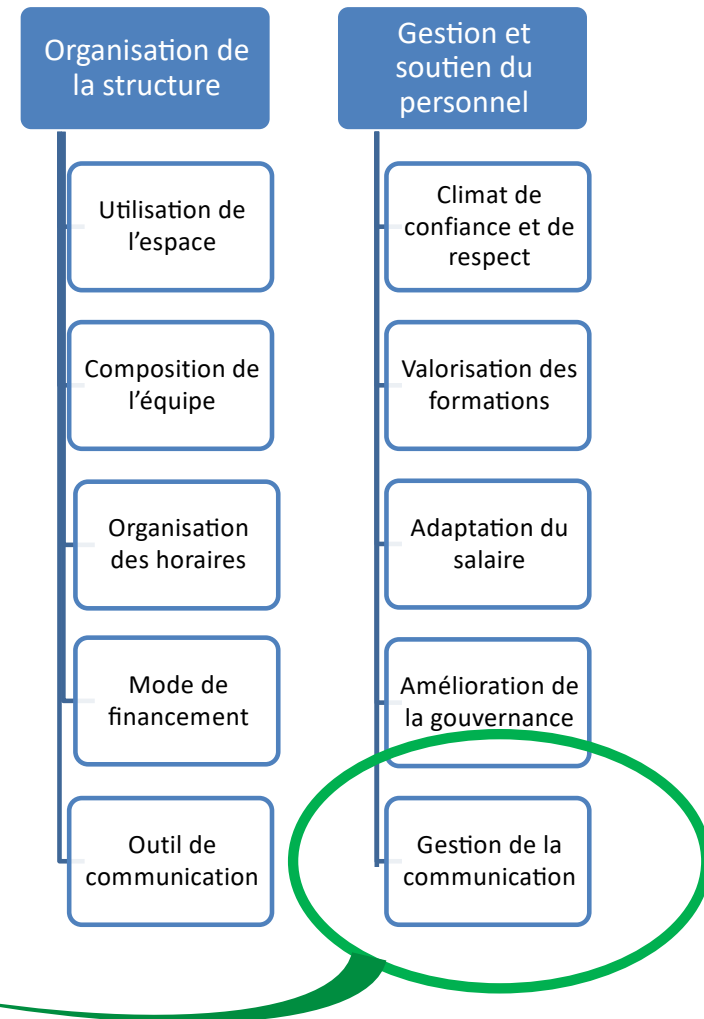 Organisation de
la structure
Utilisation de
l’espace
Composition de
l’équipe
Organisation
des horaires
Mode de
financement
Outil de
communication
Gestion et
soutien du
personnel
Climat de
confiance et de
respect
Valorisation des
formations
Adaptation du
salaire
Amélioration de
la gouvernance
Gestion de la
communication